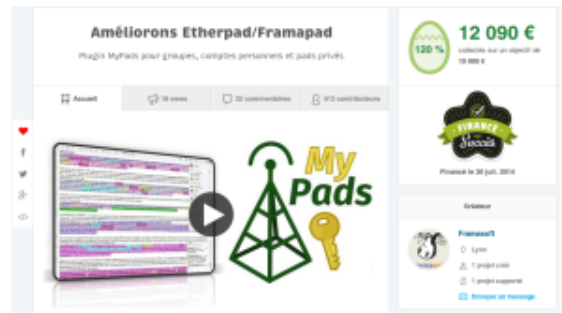 Améliorons Etherpad/Framapad
Plugin MyPads pour groupes, comptes personnels et pads privés
Accueil
18 news
32 commentaires
613 contributeurs
My
Pads
120 %
12 090 €
collectés sur un objectif de
10 000 €
FINANCÉ
Succès
Financé le 30 juil. 2014
Créateur
Framasoft
Lyon
1 projet créé
1 projet supporté
Envoyer un message